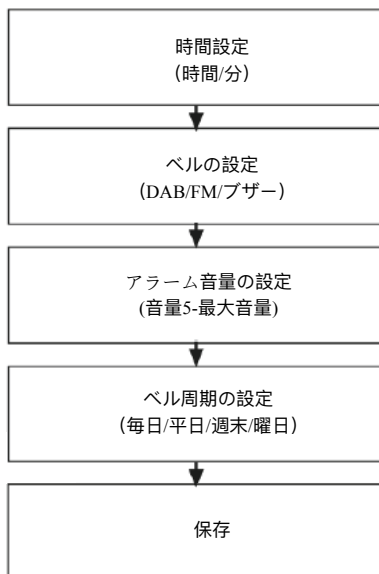 時間設定
（時間/分）
ベルの設定
（DAB/FM/ブザー）
アラーム音量の設定
(音量5-最大音量)
ベル周期の設定
（毎日/平日/週末/曜日）
保存